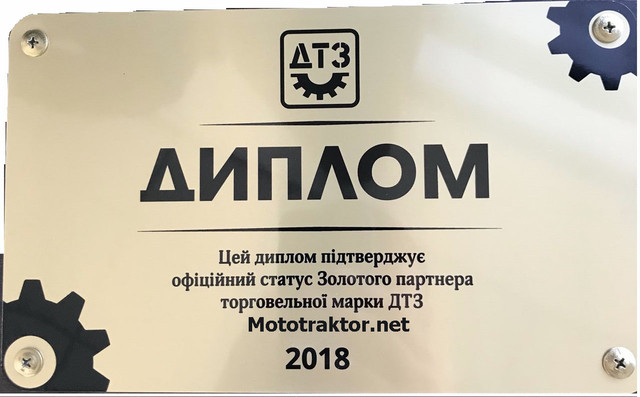 ДТЗ
ДИПЛОМ
Цей диплом підтверджує
офіційний статус Золотого партнера
торговельної марки ДТЗ
Mototraktor.net
2018